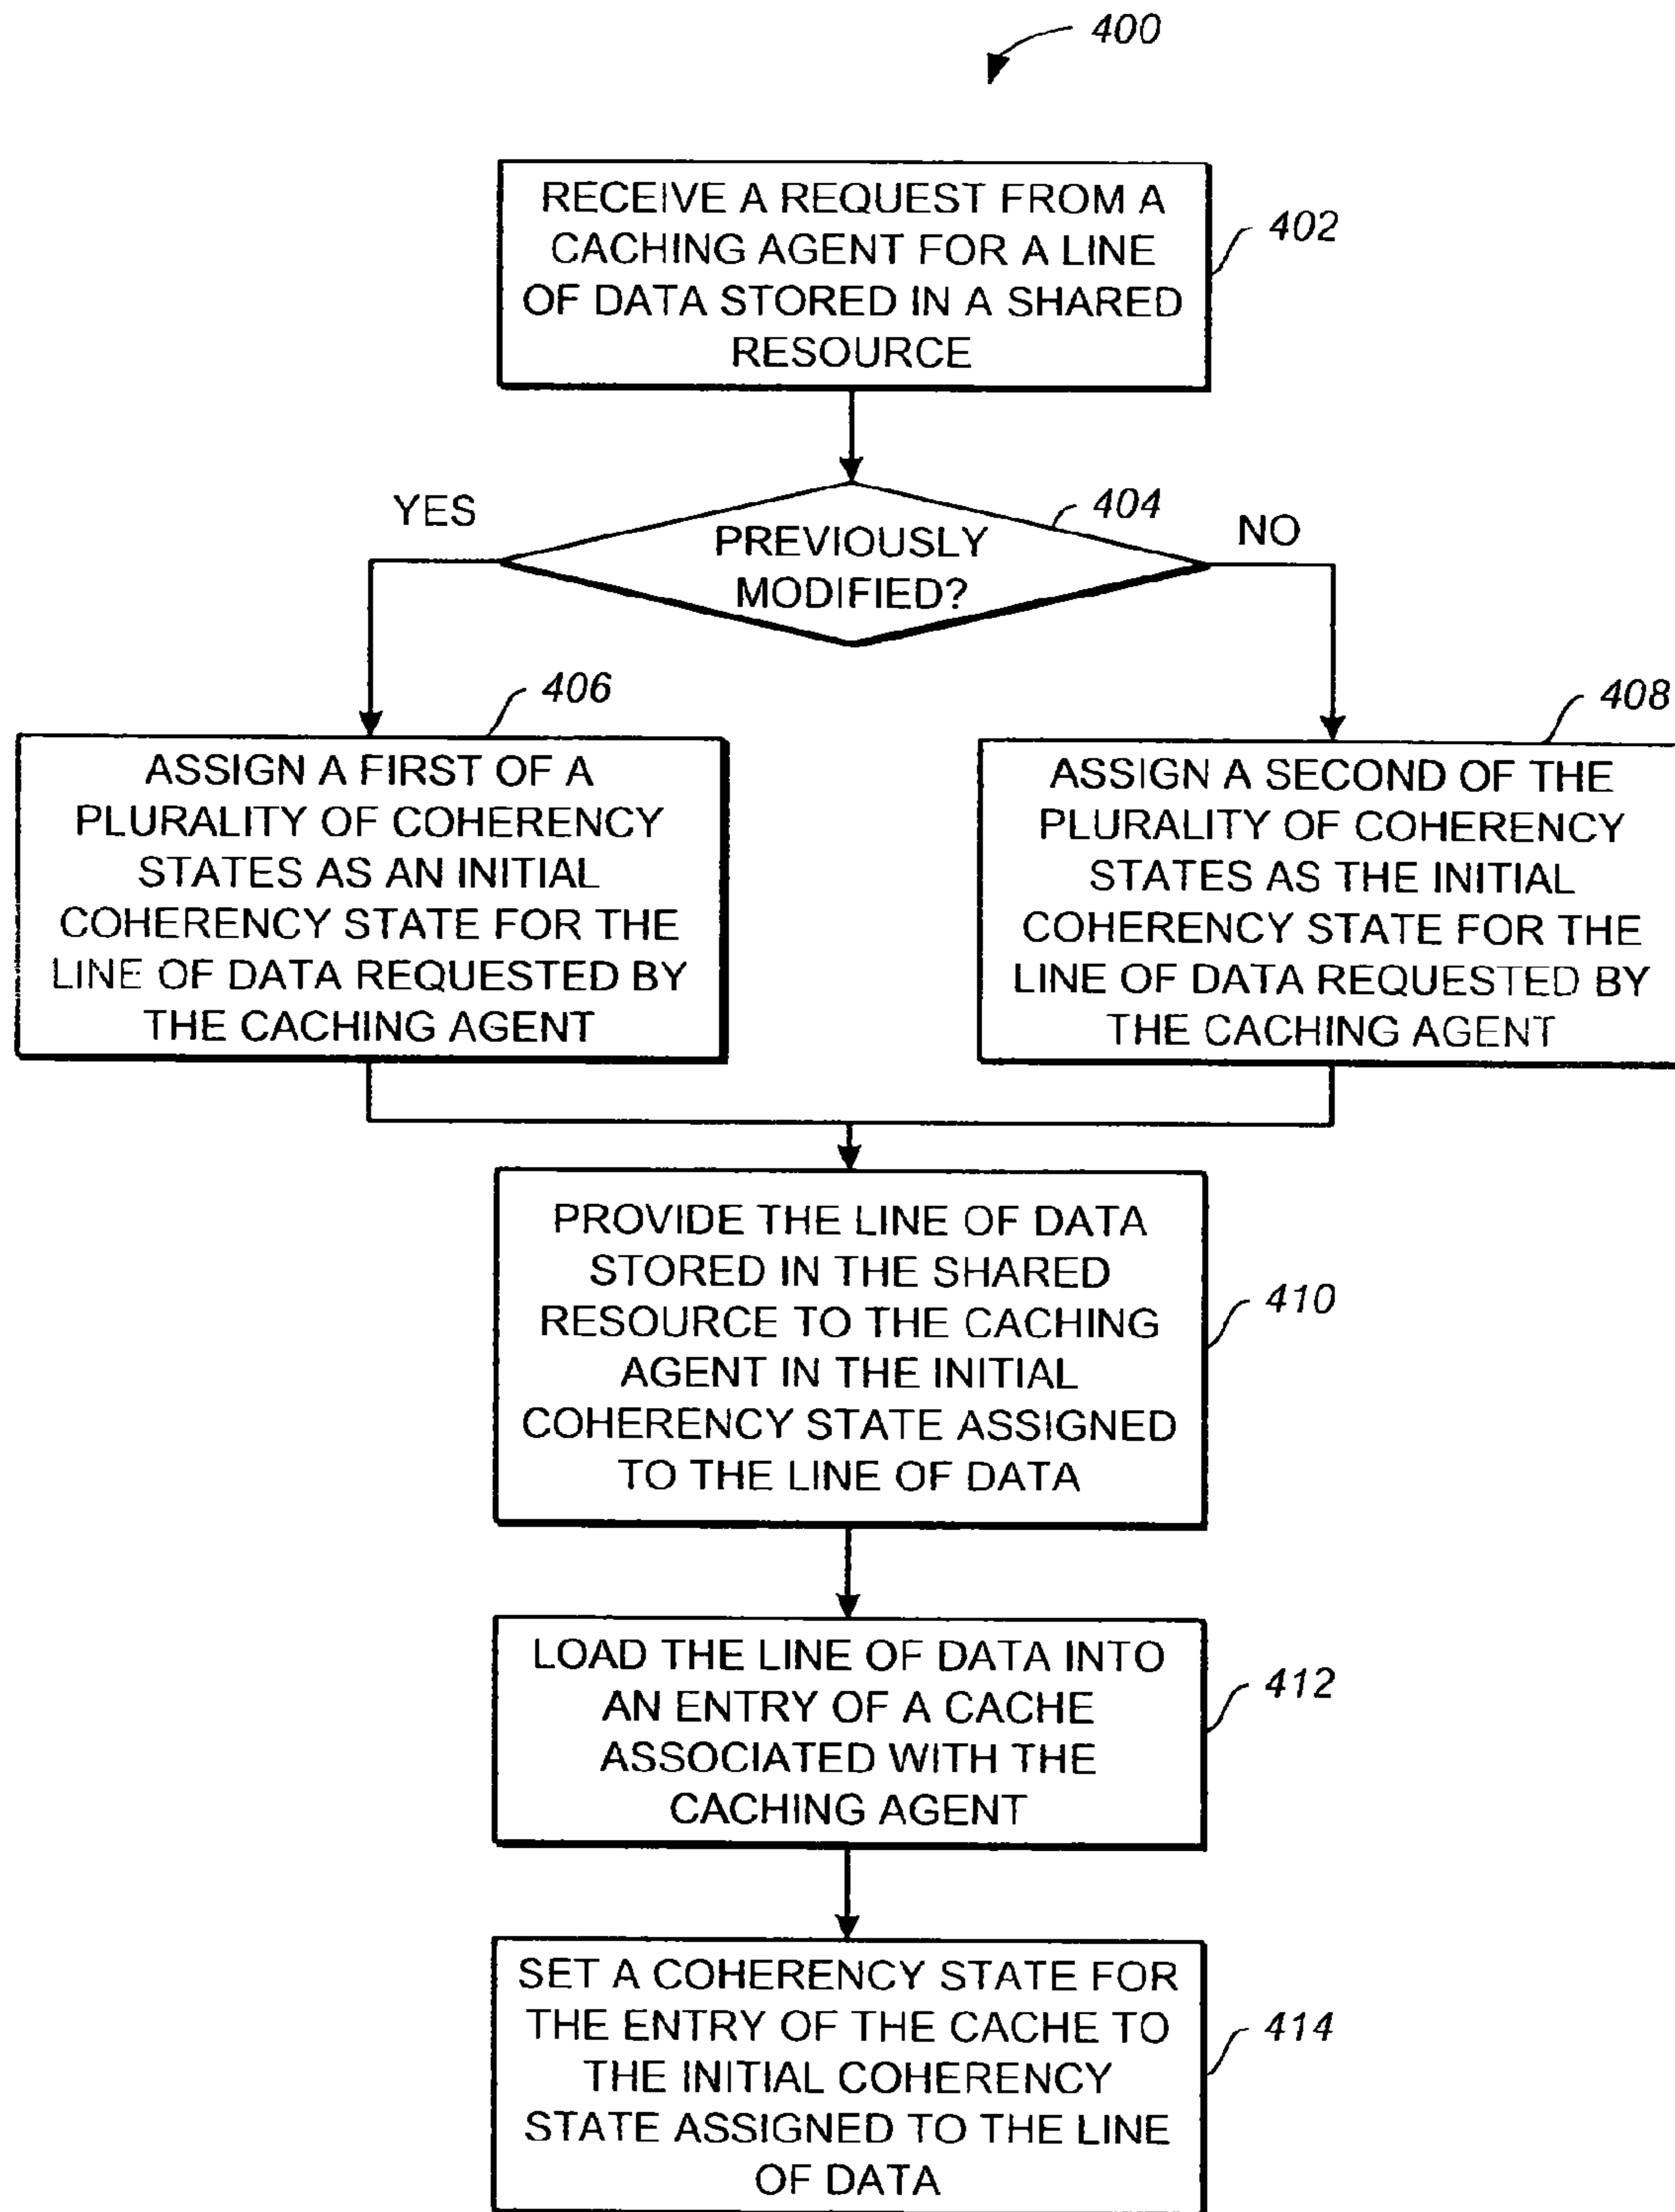 400
RECEIVE A REQUEST FROM A
CACHING AGENT FOR A LINE
OF DATA STORED IN A SHARED
RESOURCE
402
YES
PREVIOUSLY
MODIFIED?
404
NO
406
ASSIGN A FIRST OF A
PLURALITY OF COHERENCY
STATES AS AN INITIAL
COHERENCY STATE FOR THE
LINE OF DATA REQUESTED BY
THE CACHING AGENT
408
ASSIGN A SECOND OF THE
PLURALITY OF COHERENCY
STATES AS THE INITIAL
COHERENCY STATE FOR THE
LINE OF DATA REQUESTED BY
THE CACHING AGENT
PROVIDE THE LINE OF DATA
STORED IN THE SHARED
RESOURCE TO THE CACHING
AGENT IN THE INITIAL
COHERENCY STATE ASSIGNED
TO THE LINE OF DATA
410
LOAD THE LINE OF DATA INTO
AN ENTRY OF A CACHE
ASSOCIATED WITH THE
CACHING AGENT
412
SET A COHERENCY STATE FOR
THE ENTRY OF THE CACHE TO
THE INITIAL COHERENCY
STATE ASSIGNED TO THE LINE
OF DATA
414